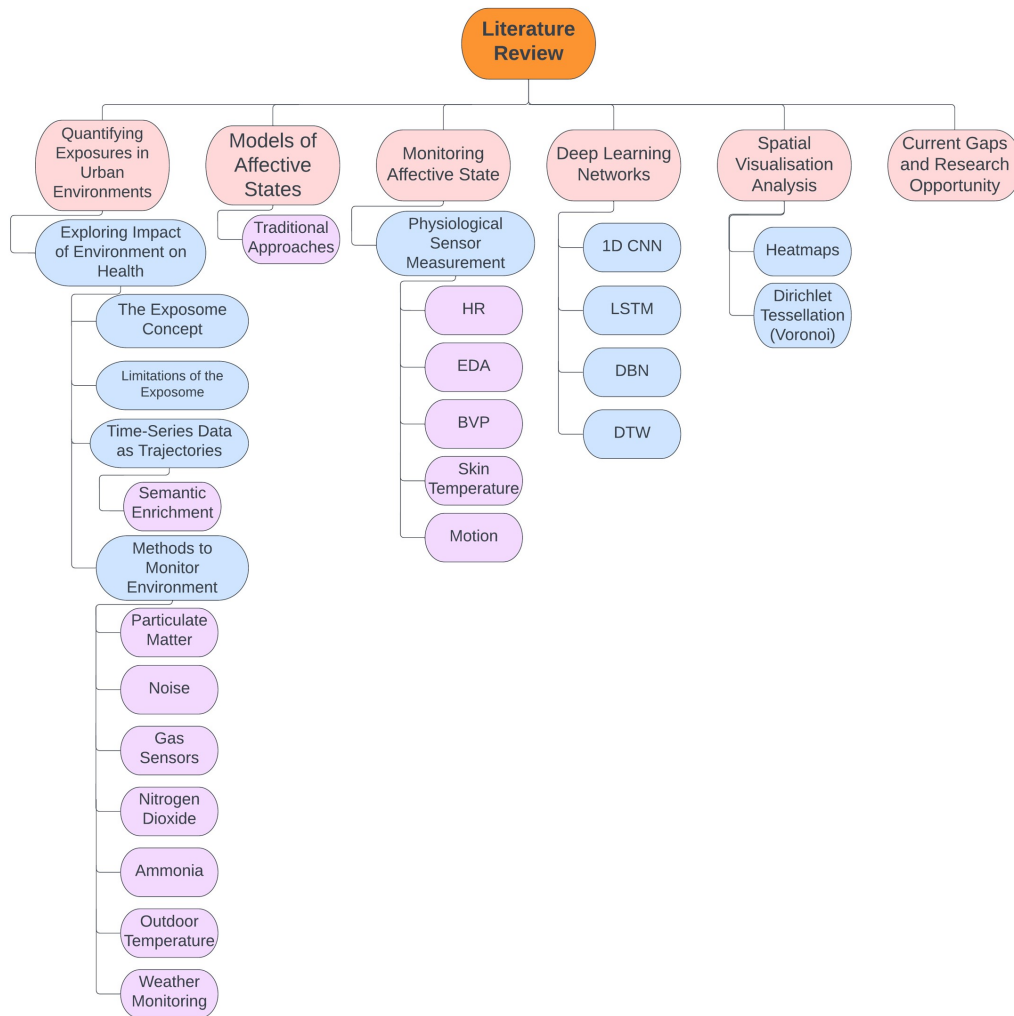 Literature
Review
Quantifying
Exposures in
Urban
Environments
Exploring Impact
of Environment on
Health
The Exposome
Concept
Limitations of the
Exposome
Time-Series Data
as Trajectories
Semantic
Enrichment
Methods to
Monitor
Environment
Particulate
Matter
Noise
Gas
Sensors
Nitrogen
Dioxide
Ammonia
Outdoor
Temperature
Weather
Monitoring
Models of
Affective
States
Traditional
Approaches
Monitoring
Affective State
Physiological
Sensor
Measurement
HR
EDA
BVP
Skin
Temperature
Motion
Deep Learning
Networks
1D CNN
LSTM
DBN
DTW
Spatial
Visualisation
Analysis
Heatmaps
Dirichlet
Tessellation
(Voronoi)
Current Gaps
and Research
Opportunity